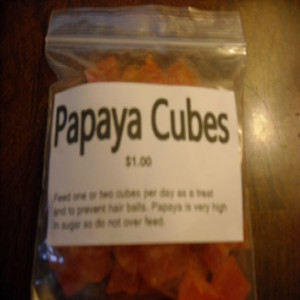 Papaya Cubes
$1.00
Feed one or two cubes per day as a treat
and to prevent hair balls. Papaya is very high
in sugar so do not over feed.